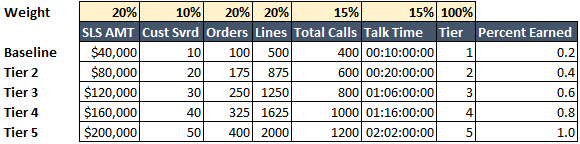 Weight 20% 10% 20% 20% 15% 15% 100%
SLS AMT Cust Svrd Orders Lines Total Calls Talk Time Tier Percent Earned
Baseline $40,000 10 100 500 400 00:10:00:00 1 0.2
Tier 2 $80,000 20 175 875 600 00:20:00:00 2 0.4
Tier 3 $120,000 30 250 1250 800 01:06:00:00 3 0.6
Tier 4 $160,000 40 325 1625 1000 01:16:00:00 4 0.8
Tier 5 $200,000 50 400 2000 1200 02:02:00:00 5 1.0